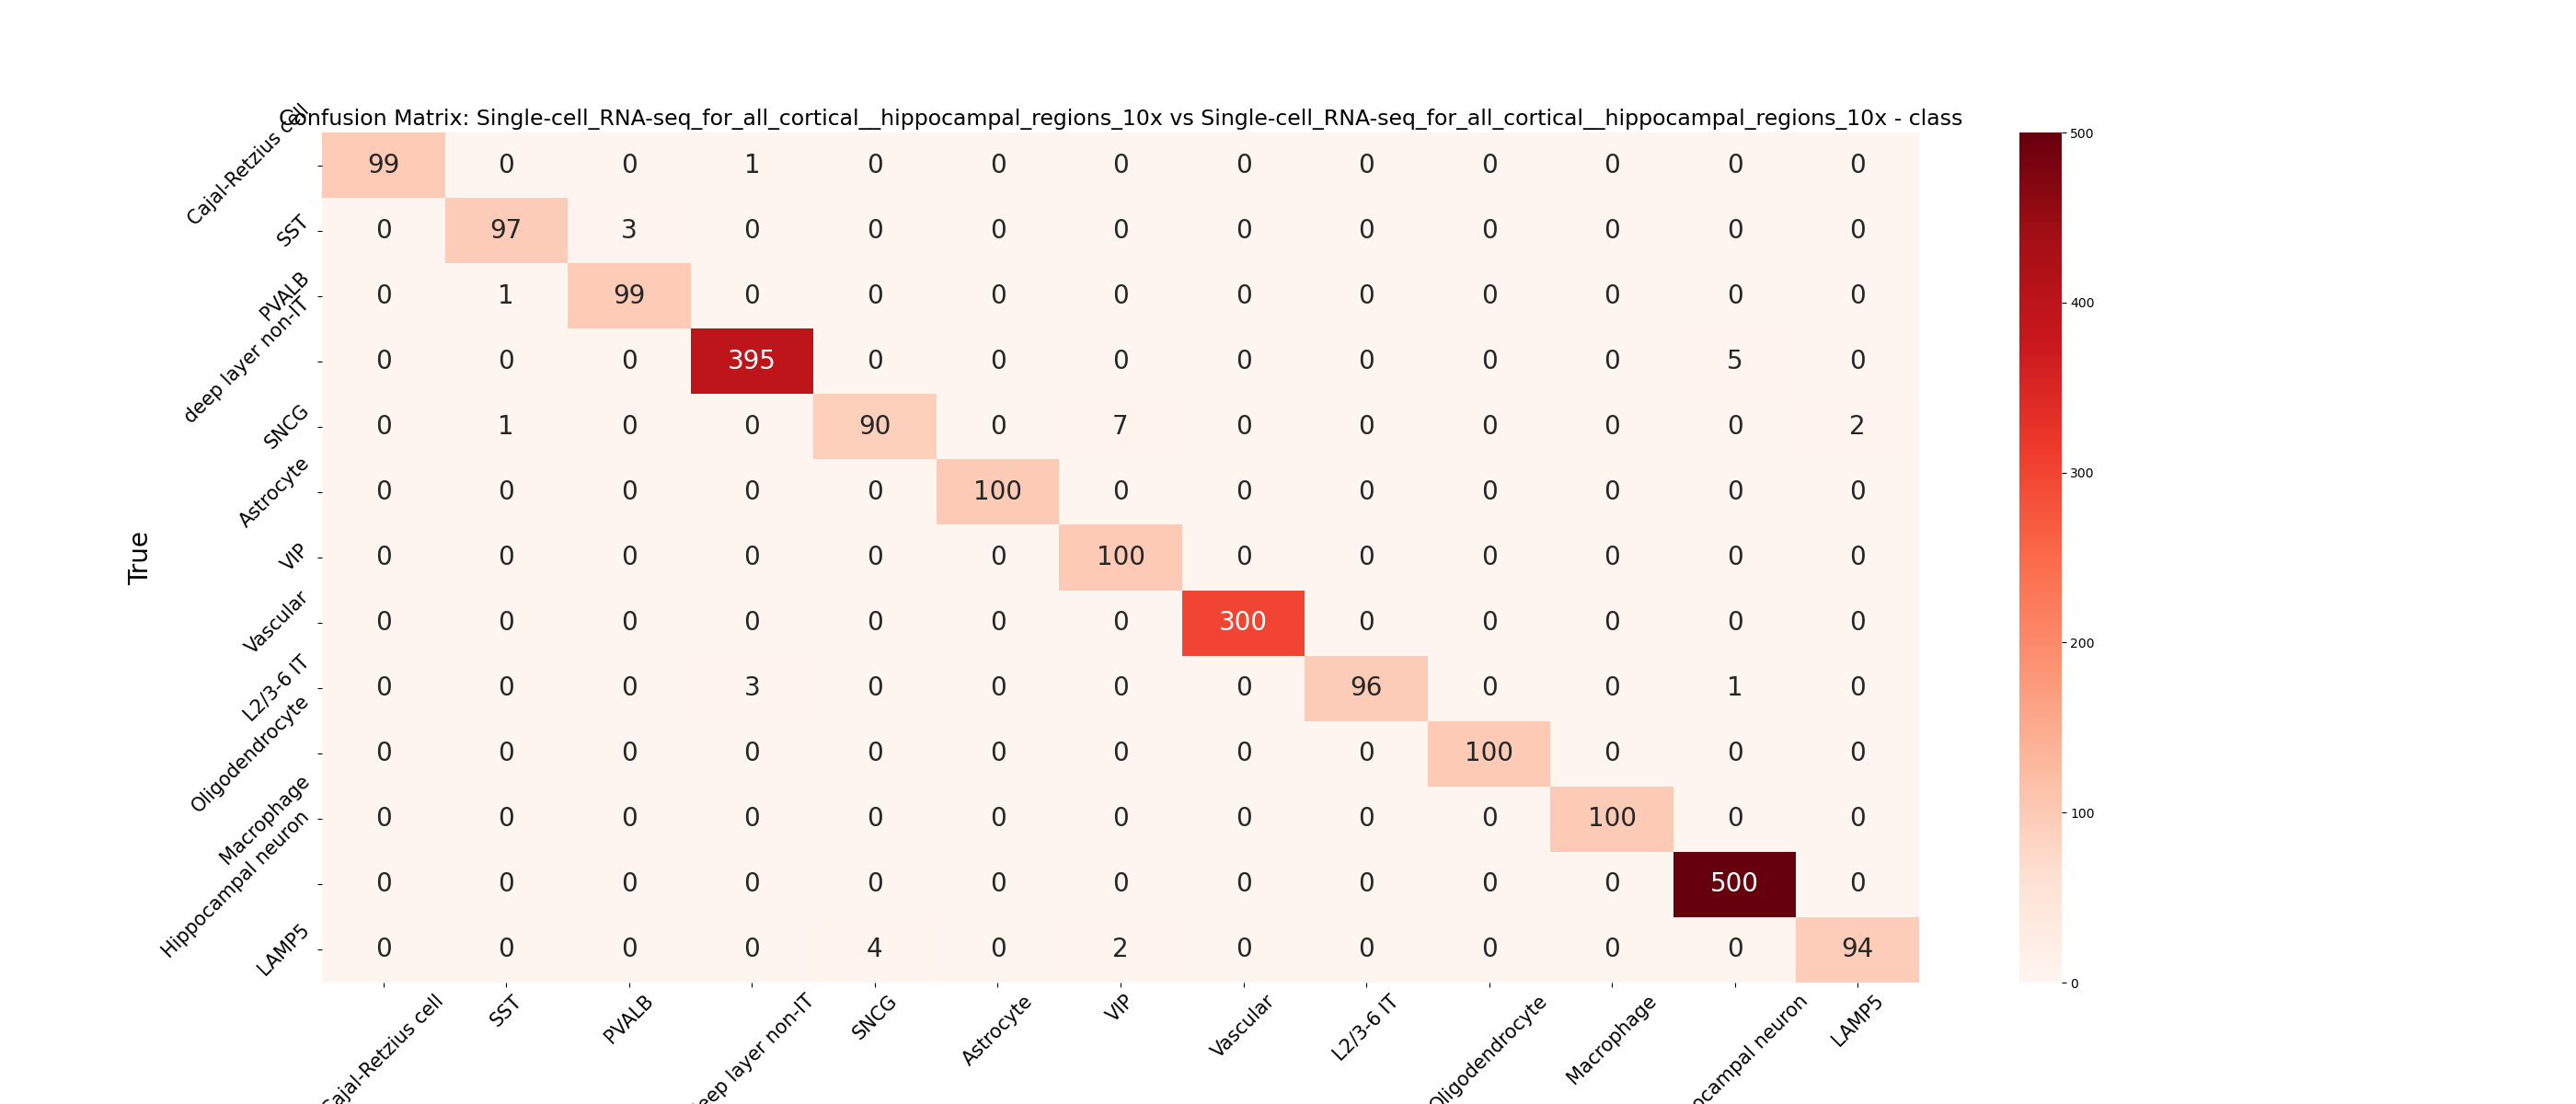 Confusion Matrix: Single-cell_RNA-seq_for_all_cortical__hippocampal_regions_10x vs Single-cell_RNA-seq_for_all_cortical__hippocampal_regions_10x - class
True
Cajal-Retzius cell 99 0 0 1 0 0 0 0 0 0 0 0 0
SST 0 97 3 0 0 0 0 0 0 0 0 0 0
PVALB 0 1 99 0 0 0 0 0 0 0 0 0 0
deep layer non-IT 0 0 0 395 0 0 0 0 0 0 0 5 0
SNCG 0 1 0 0 90 0 7 0 0 0 0 0 2
Astrocyte 0 0 0 0 0 100 0 0 0 0 0 0 0
VIP 0 0 0 0 0 0 100 0 0 0 0 0 0
Vascular 0 0 0 0 0 0 0 300 0 0 0 0 0
L2/3-6 IT 0 0 0 3 0 0 0 0 96 0 0 1 0
Oligodendrocyte 0 0 0 0 0 0 0 0 0 100 0 0 0
Macrophage 0 0 0 0 0 0 0 0 0 0 100 0 0
Hippocampal neuron 0 0 0 0 0 0 0 0 0 0 0 500 0
LAMP5 0 0 0 0 4 0 2 0 0 0 0 0 94
Cajal-Retzius cell SST PVALB eep layer non-IT SNCG Astrocyte VIP Vascular L2/3-6 IT Oligodendrocyte Macrophage ocampal neuron LAMP5
500
400
300
200
100
0